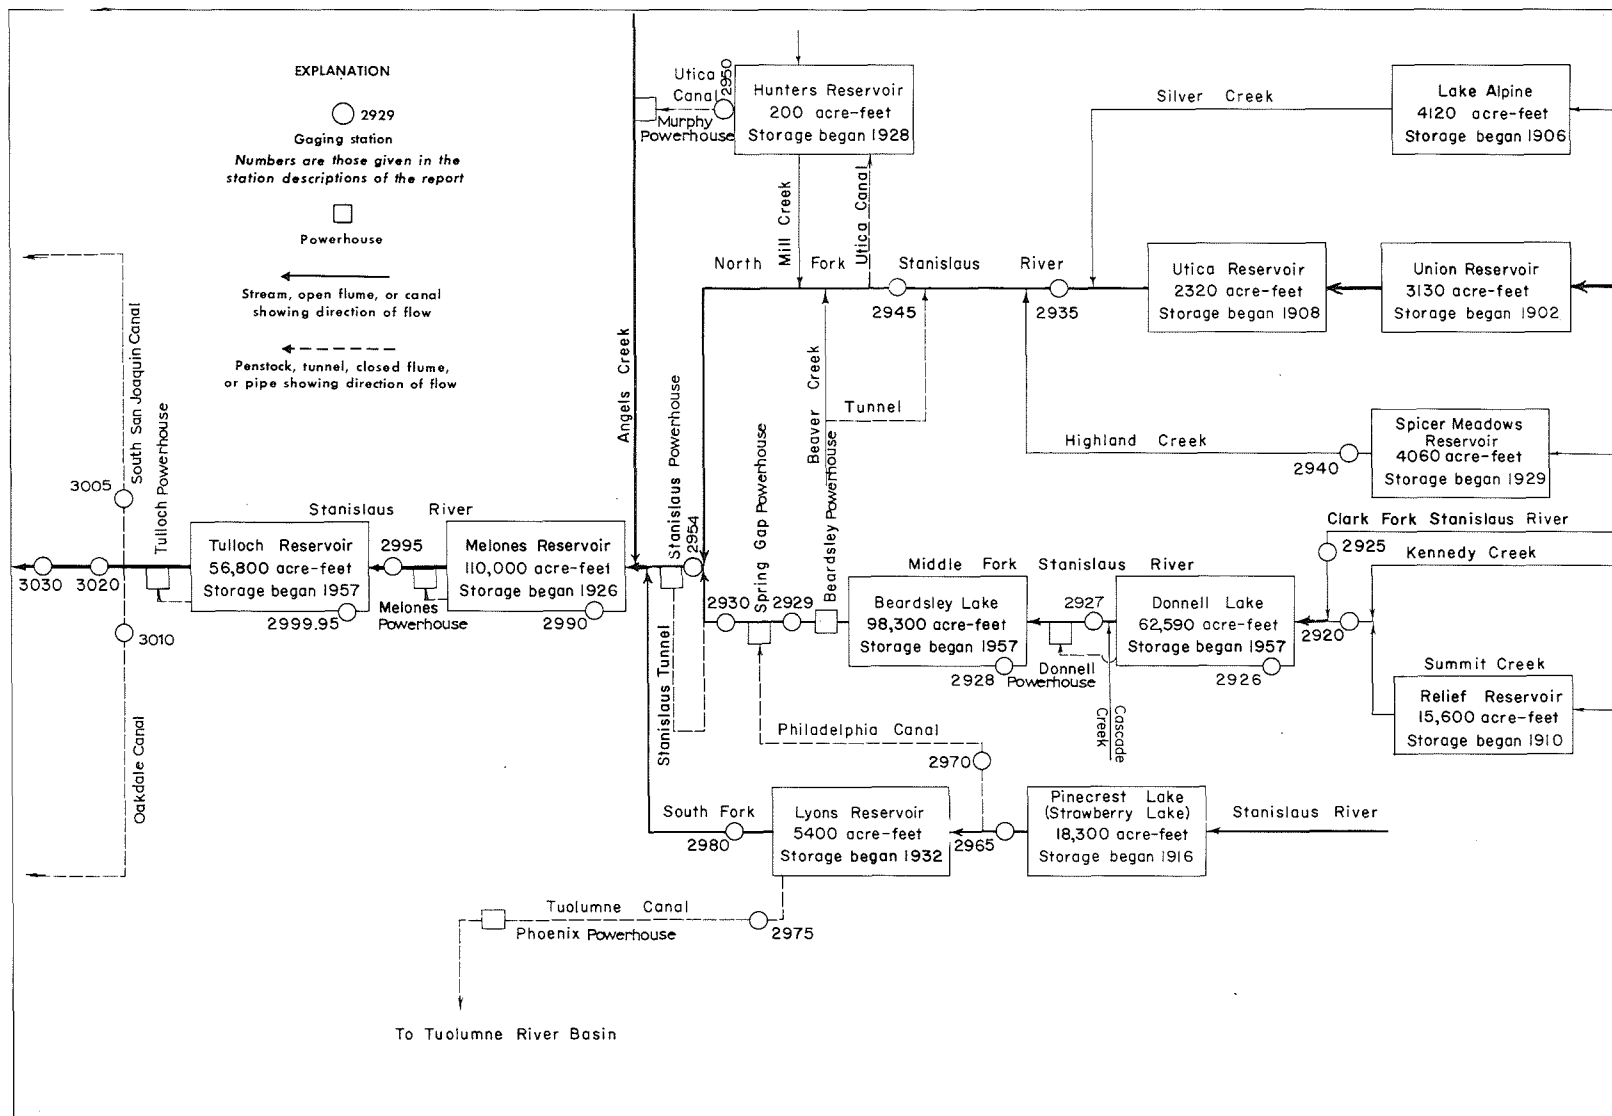 EXPLANATION
2929
Gaging station
Numbers are those given in the
station descriptions of the report
Powerhouse
Stream, open flume, or canal
showing direction of flow
Penstock, tunnel, closed flume,
or pipe showing direction of flow
Utica
Canal
2950
Murphy
Powerhouse
Hunters Reservoir
200 acre-feet
Storage began 1928
Silver Creek
Lake Alpine
4120 acre-feet
Storage began 1906
Mill Creek
Utica Canal
North Fork Stanislaus River
2945
2935
Utica Reservoir
2320 acre-feet
Storage began 1908
Union Reservoir
3130 acre-feet
Storage began 1902
Angels Creek
Beaver Creek
Tunnel
Highland Creek
2940
Spicer Meadows
Reservoir
4060 acre-feet
Storage began 1929
South San Joaquin Canal
3005
Tulloch Powerhouse
Stanislaus River
Stanislaus Powerhouse
2954
Spring Gap Powerhouse
Beardsley Powerhouse
Clark Fork Stanislaus River
2925
Kennedy Creek
3030
3020
Tulloch Reservoir
56,800 acre-feet
Storage began 1957
2999.95
2995
Melones
Powerhouse
Melones Reservoir
110,000 acre-feet
Storage began 1926
2990
Middle Fork Stanislaus River
2930
2929
Beardsley Lake
98,300 acre-feet
Storage began 1957
2928
2927
Donnell
Powerhouse
Donnell Lake
62,590 acre-feet
Storage began 1957
2926
2920
Summit Creek
Relief Reservoir
15,600 acre-feet
Storage began 1910
3010
Oakdale Canal
Stanislaus Tunnel
Cascade
Creek
Philadelphia Canal
2970
South Fork
2980
Lyons Reservoir
5400 acre-feet
Storage began 1932
2965
Pinecrest Lake
(Strawberry Lake)
18,300 acre-feet
Storage began 1916
Stanislaus River
Tuolumne Canal
Phoenix Powerhouse
2975
To Tuolumne River Basin